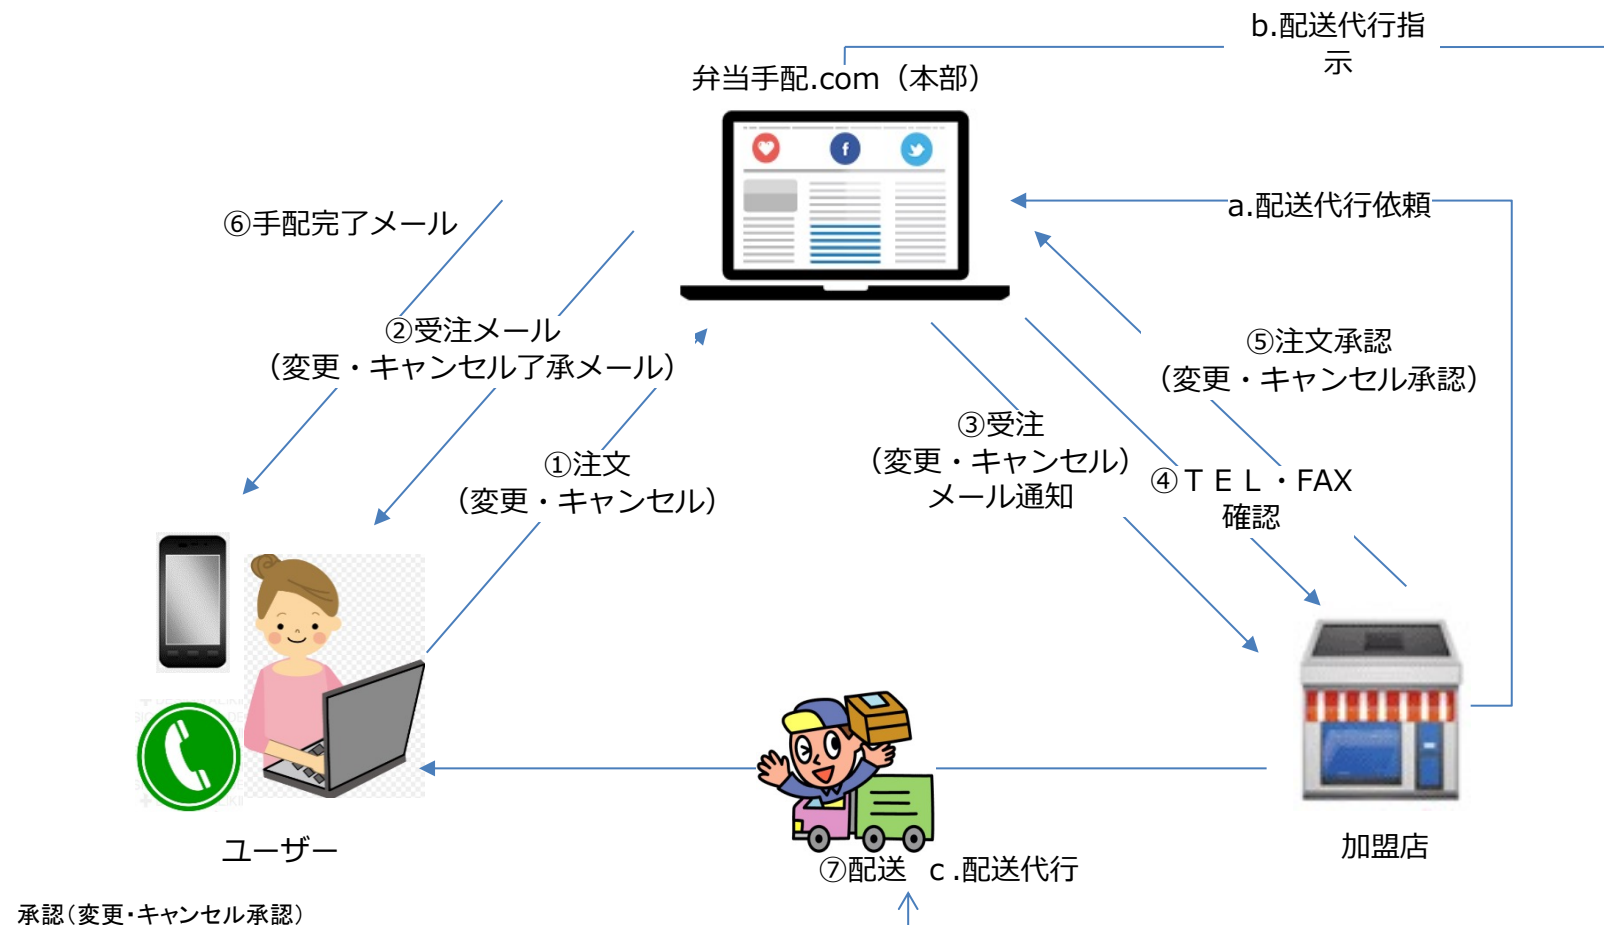 b.配送代行指
示
弁当手配.com（本部）
a.配送代行依頼
⑥手配完了メール
②受注メール
（変更・キャンセル了承メール）
⑤注文承認
（変更・キャンセル承認）
③受注
（変更・キャンセル）
メール通知
①注文
（変更・キャンセル）
④ＴＥＬ・FAX
確認
ユーザー
加盟店
⑦配送 ｃ.配送代行
承認（変更・キャンセル承認）